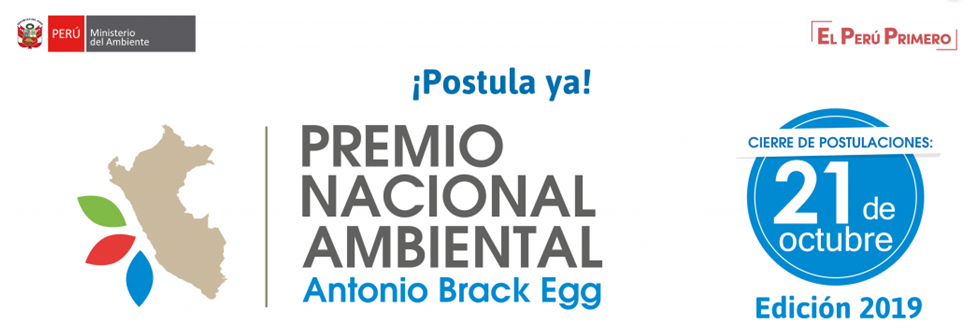 PERÚ
Ministerio
del Ambiente
EL PERÚ PRIMERO
¡Postula ya!
PREMIO
NACIONAL
AMBIENTAL
Antonio Brack Egg
CIERRE DE POSTULACIONES:
21 de
octubre
Edición 2019